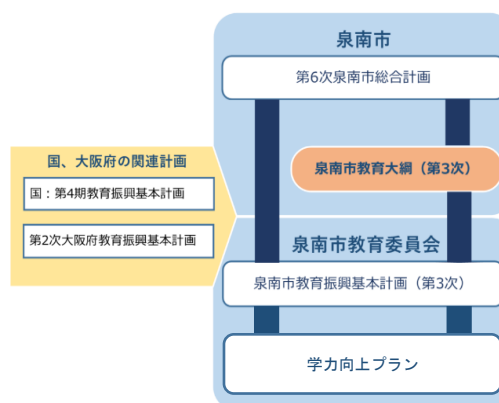 泉南市
第6次泉南市総合計画
泉南市教育大綱（第3次）
国、大阪府の関連計画
国：第4期教育振興基本計画
第2次大阪府教育振興基本計画
泉南市教育委員会
泉南市教育振興基本計画（第3次）
学力向上プラン